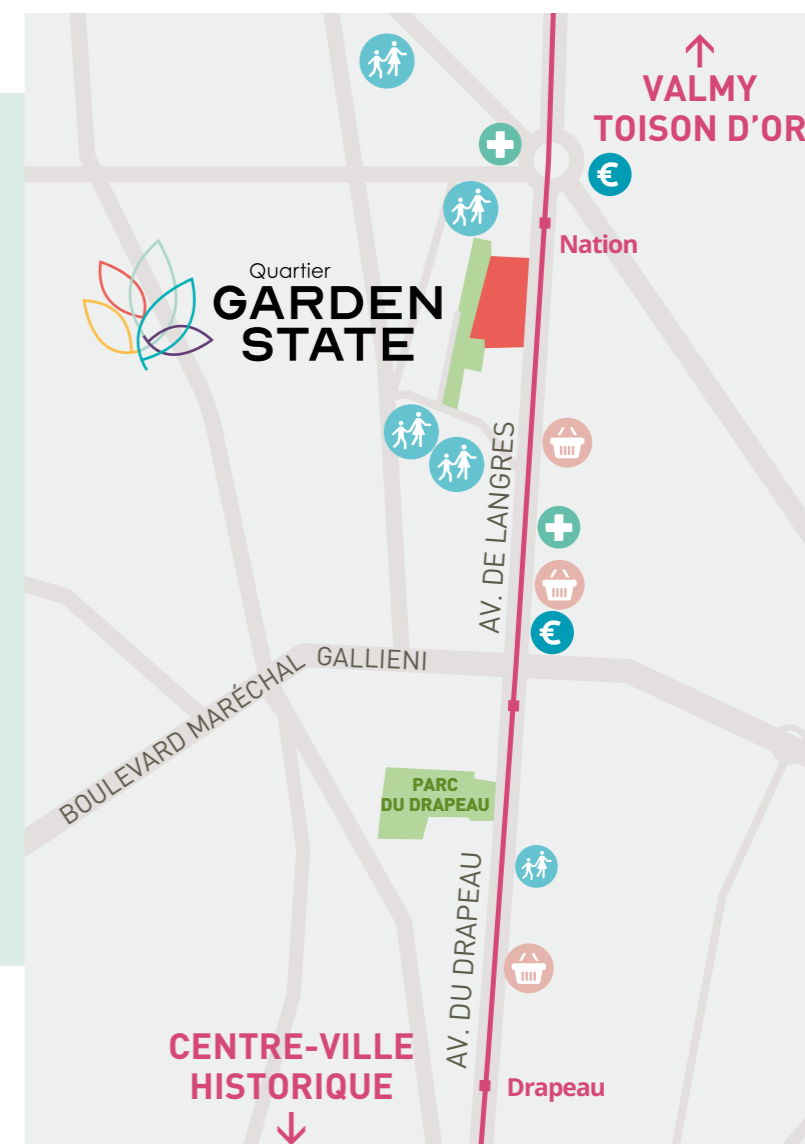 VALMY
TOISON D'OR
€
Nation
Quartier
GARDEN
STATE
AV. DE LANGRES
€
BOULEVARD MARÉCHAL GALLIENI
PARC
DU DRAPEAU
AV. DU DRAPEAU
CENTRE-VILLE
HISTORIQUE
Drapeau